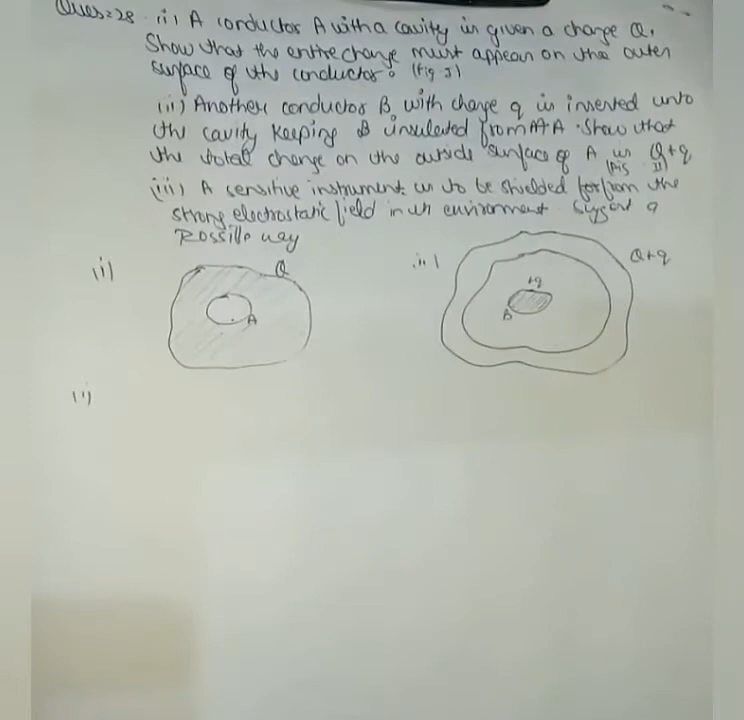 Ques=28 (i) A conductor A with a cavity is given a charge Q.
Show that the entire charge must appear on the outer
surface of the conductor. (Fig I)
(ii) Another conductor B with charge q is inserted into
the cavity keeping B insulated from A. Show that
the total charge on the outside surface of A is Q+q
(iii) A sensitive instrument is to be shielded from the
strong electrostatic field in its environment. Suggest a
Possible way
(i) Q
A
ii) Q+q
+q
B
(i)